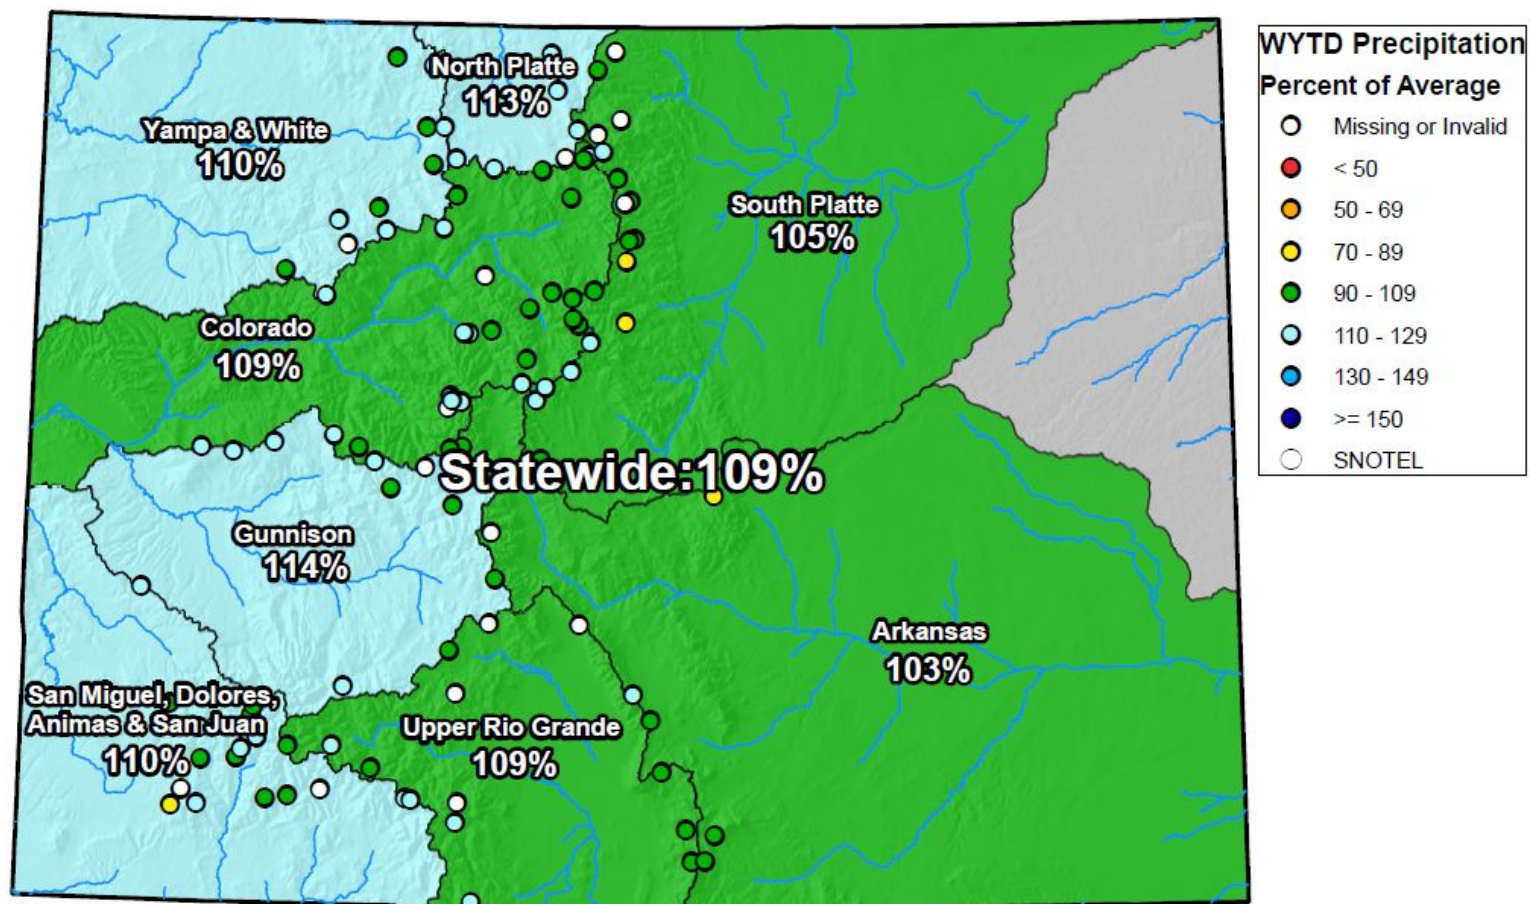 North Platte
113%
Yampa & White
110%
South Platte
105%
Colorado
109%
Statewide:109%
Gunnison
114%
Arkansas
103%
San Miguel, Dolores,
Animas & San Juan
110%
Upper Rio Grande
109%
WYTD Precipitation
Percent of Average
Missing or Invalid
< 50
50 - 69
70 - 89
90 - 109
110 - 129
130 - 149
>= 150
SNOTEL